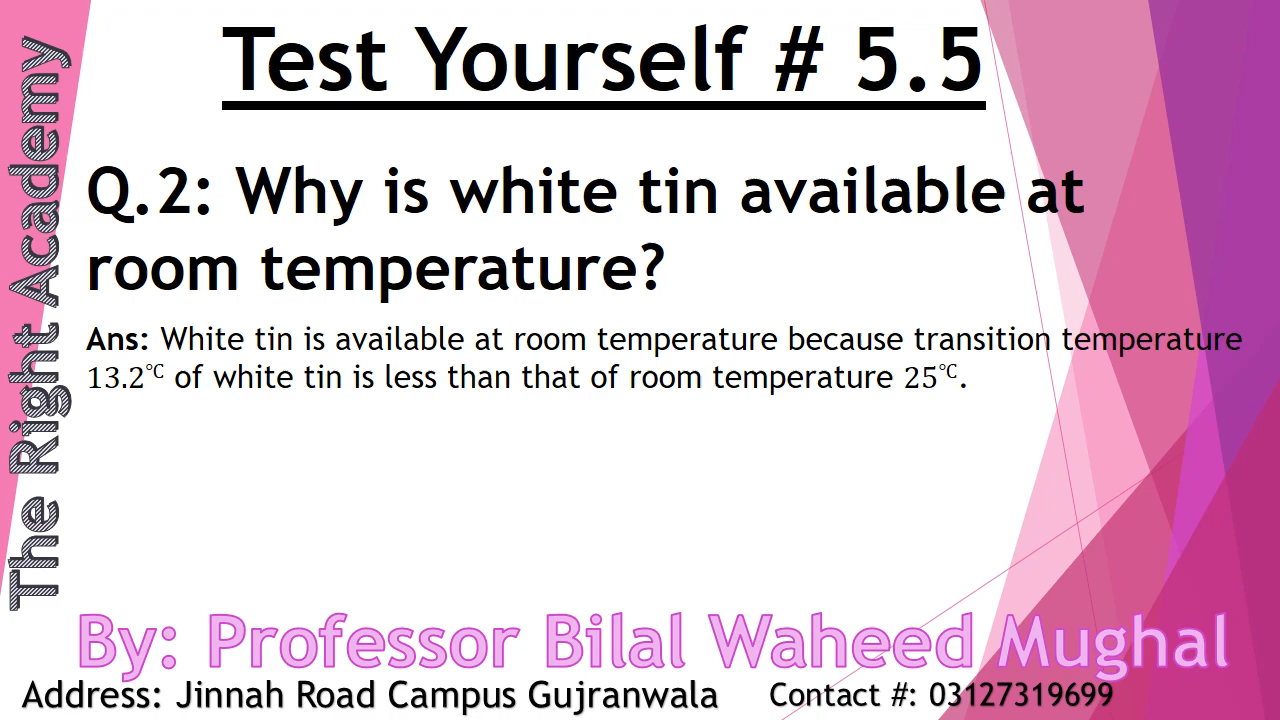 Test Yourself # 5.5
The Right Academy
Q.2: Why is white tin available at
room temperature?
Ans: White tin is available at room temperature because transition temperature
13.2°C of white tin is less than that of room temperature 25°C.
By: Professor Bilal Waheed Mughal
Address: Jinnah Road Campus Gujranwala
Contact #: 03127319699